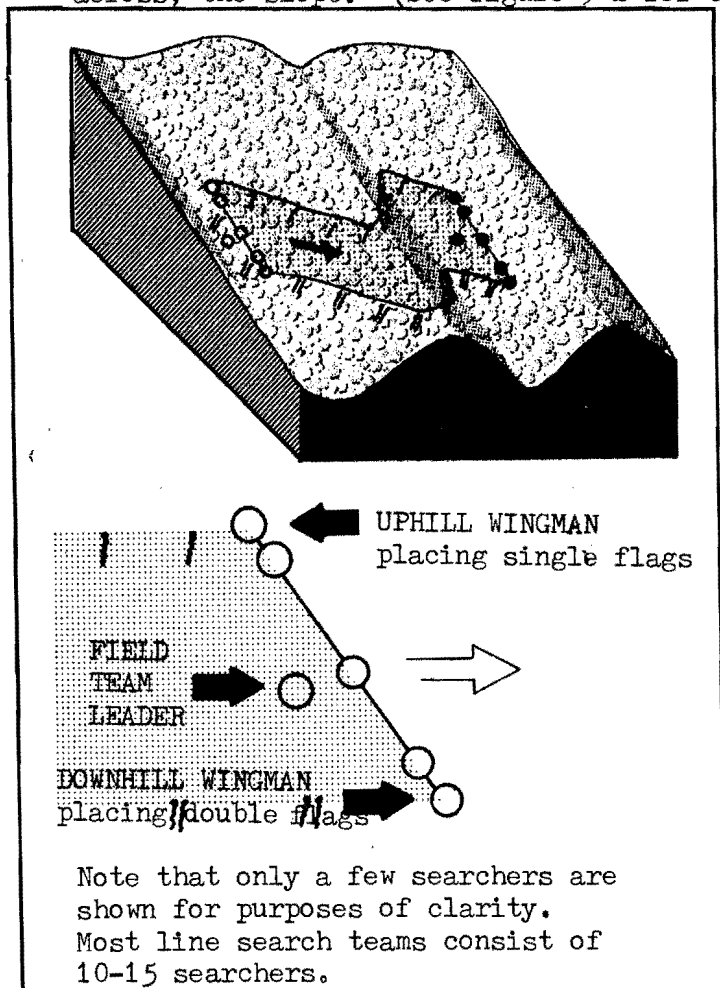 UPHILL WINGMAN
placing single flags
FIELD
TEAM
LEADER
DOWNHILL WINGMAN
placing double flags
Note that only a few searchers are
shown for purposes of clarity.
Most line search teams consist of
10-15 searchers.